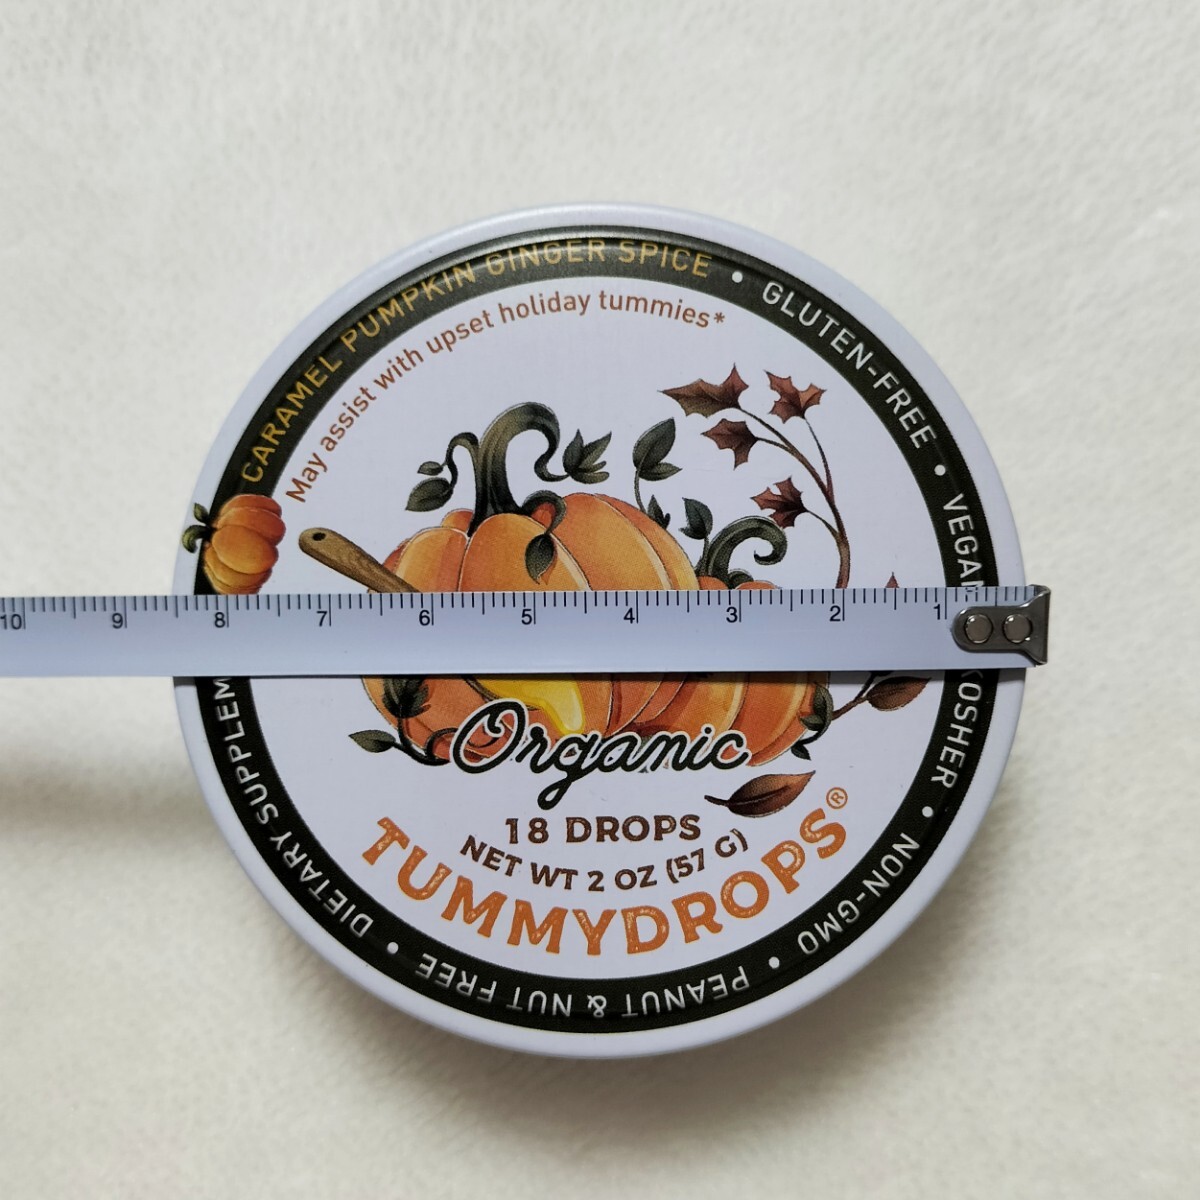 CARAMEL PUMPKIN GINGER SPICE • GLUTEN-FREE • VEGAN
KOSHER • NON-GMO • PEANUT & NUT FREE • DIETARY SUPPLEM
May assist with upset holiday tummies*
10 9 8 7 6 5 4 3 2 1
Organic
18 DROPS
NET WT 2 OZ (57 G)
TUMMYDROPS®